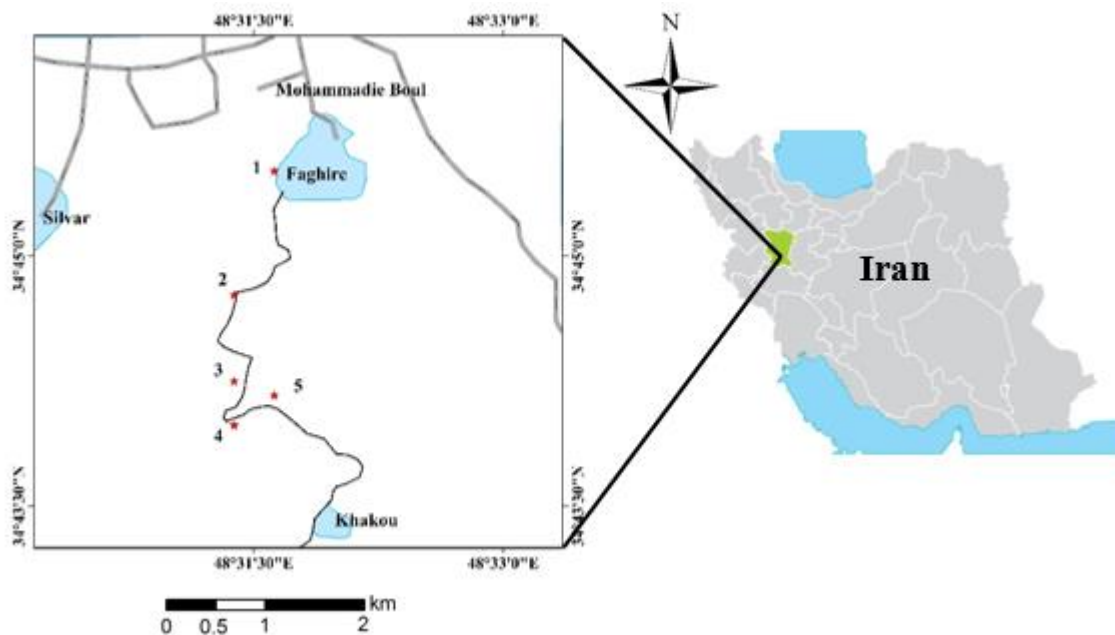 48°31'30"E
48°33'0"E
N
Mohammadie Boul
1
Faghire
Silvar
34°45'0"N
34°45'0"N
2
Iran
3
5
4
34°43'30"N
34°43'30"N
Khakou
48°31'30"E
48°33'0"E
km
0 0.5 1 2